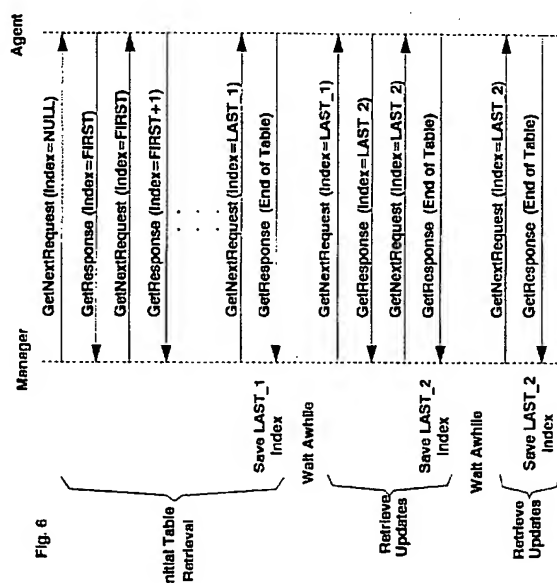 Fig. 6
Manager
Agent
Initial Table
Retrieval
GetNextRequest (Index=NULL)
GetResponse (Index=FIRST)
GetNextRequest (Index=FIRST)
GetResponse (Index=FIRST+1)
. . . .
GetNextRequest (Index=LAST_1)
GetResponse (End of Table)
Save LAST_1
Index
Wait Awhile
Retrieve
Updates
GetNextRequest (Index=LAST_1)
GetResponse (Index=LAST_2)
GetNextRequest (Index=LAST_2)
GetResponse (End of Table)
Save LAST_2
Index
Wait Awhile
Retrieve
Updates
GetNextRequest (Index=LAST_2)
GetResponse (End of Table)
Save LAST_2
Index